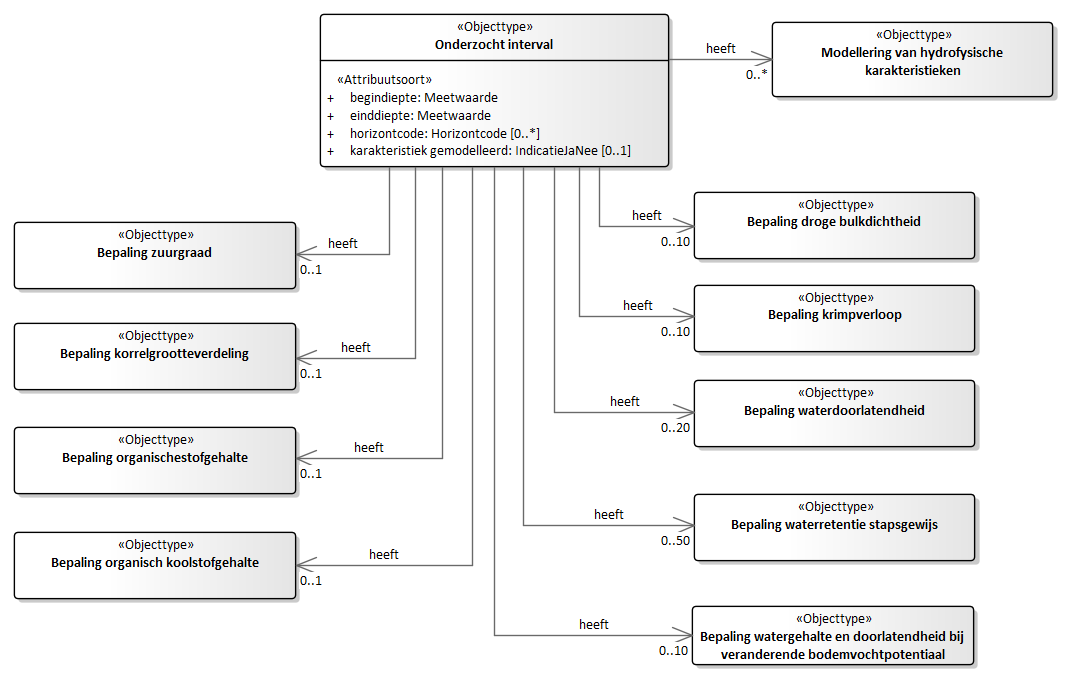 «Objecttype»
Onderzocht interval
«Attribuutsoort»
+ begindiepte: Meetwaarde
+ einddiepte: Meetwaarde
+ horizontcode: Horizontcode [0..*]
+ karakteristiek gemodelleerd: IndicatieJaNee [0..1]
heeft
0..*
«Objecttype»
Modellering van hydrofysische
karakteristieken
«Objecttype»
Bepaling zuurgraad
heeft
0..1
«Objecttype»
Bepaling korrelgrootteverdeling
heeft
0..1
«Objecttype»
Bepaling organischestofgehalte
heeft
0..1
«Objecttype»
Bepaling organisch koolstofgehalte
heeft
0..1
heeft
0..10
«Objecttype»
Bepaling droge bulkdichtheid
heeft
0..10
«Objecttype»
Bepaling krimpverloop
heeft
0..20
«Objecttype»
Bepaling waterdoorlatendheid
heeft
0..50
«Objecttype»
Bepaling waterretentie stapsgewijs
heeft
0..10
«Objecttype»
Bepaling watergehalte en doorlatendheid bij
veranderende bodemvochtpotentiaal